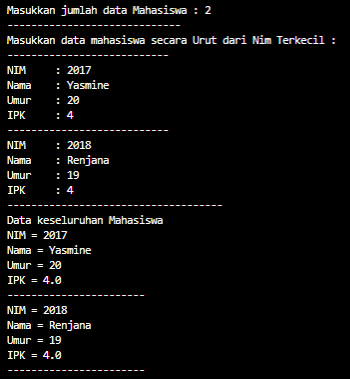 Masukkan jumlah data Mahasiswa : 2
-----------------------------
Masukkan data mahasiswa secara Urut dari Nim Terkecil :
---------------------------
NIM     : 2017
Nama    : Yasmine
Umur    : 20
IPK     : 4
---------------------------
NIM     : 2018
Nama    : Renjana
Umur    : 19
IPK     : 4
------------------------------------
Data keseluruhan Mahasiswa
NIM = 2017
Nama = Yasmine
Umur = 20
IPK = 4.0
-----------------------
NIM = 2018
Nama = Renjana
Umur = 19
IPK = 4.0
-----------------------